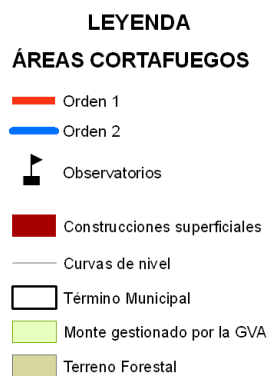 LEYENDA
ÁREAS CORTAFUEGOS
Orden 1
Orden 2
Observatorios
Construcciones superficiales
Curvas de nivel
Término Municipal
Monte gestionado por la GVA
Terreno Forestal